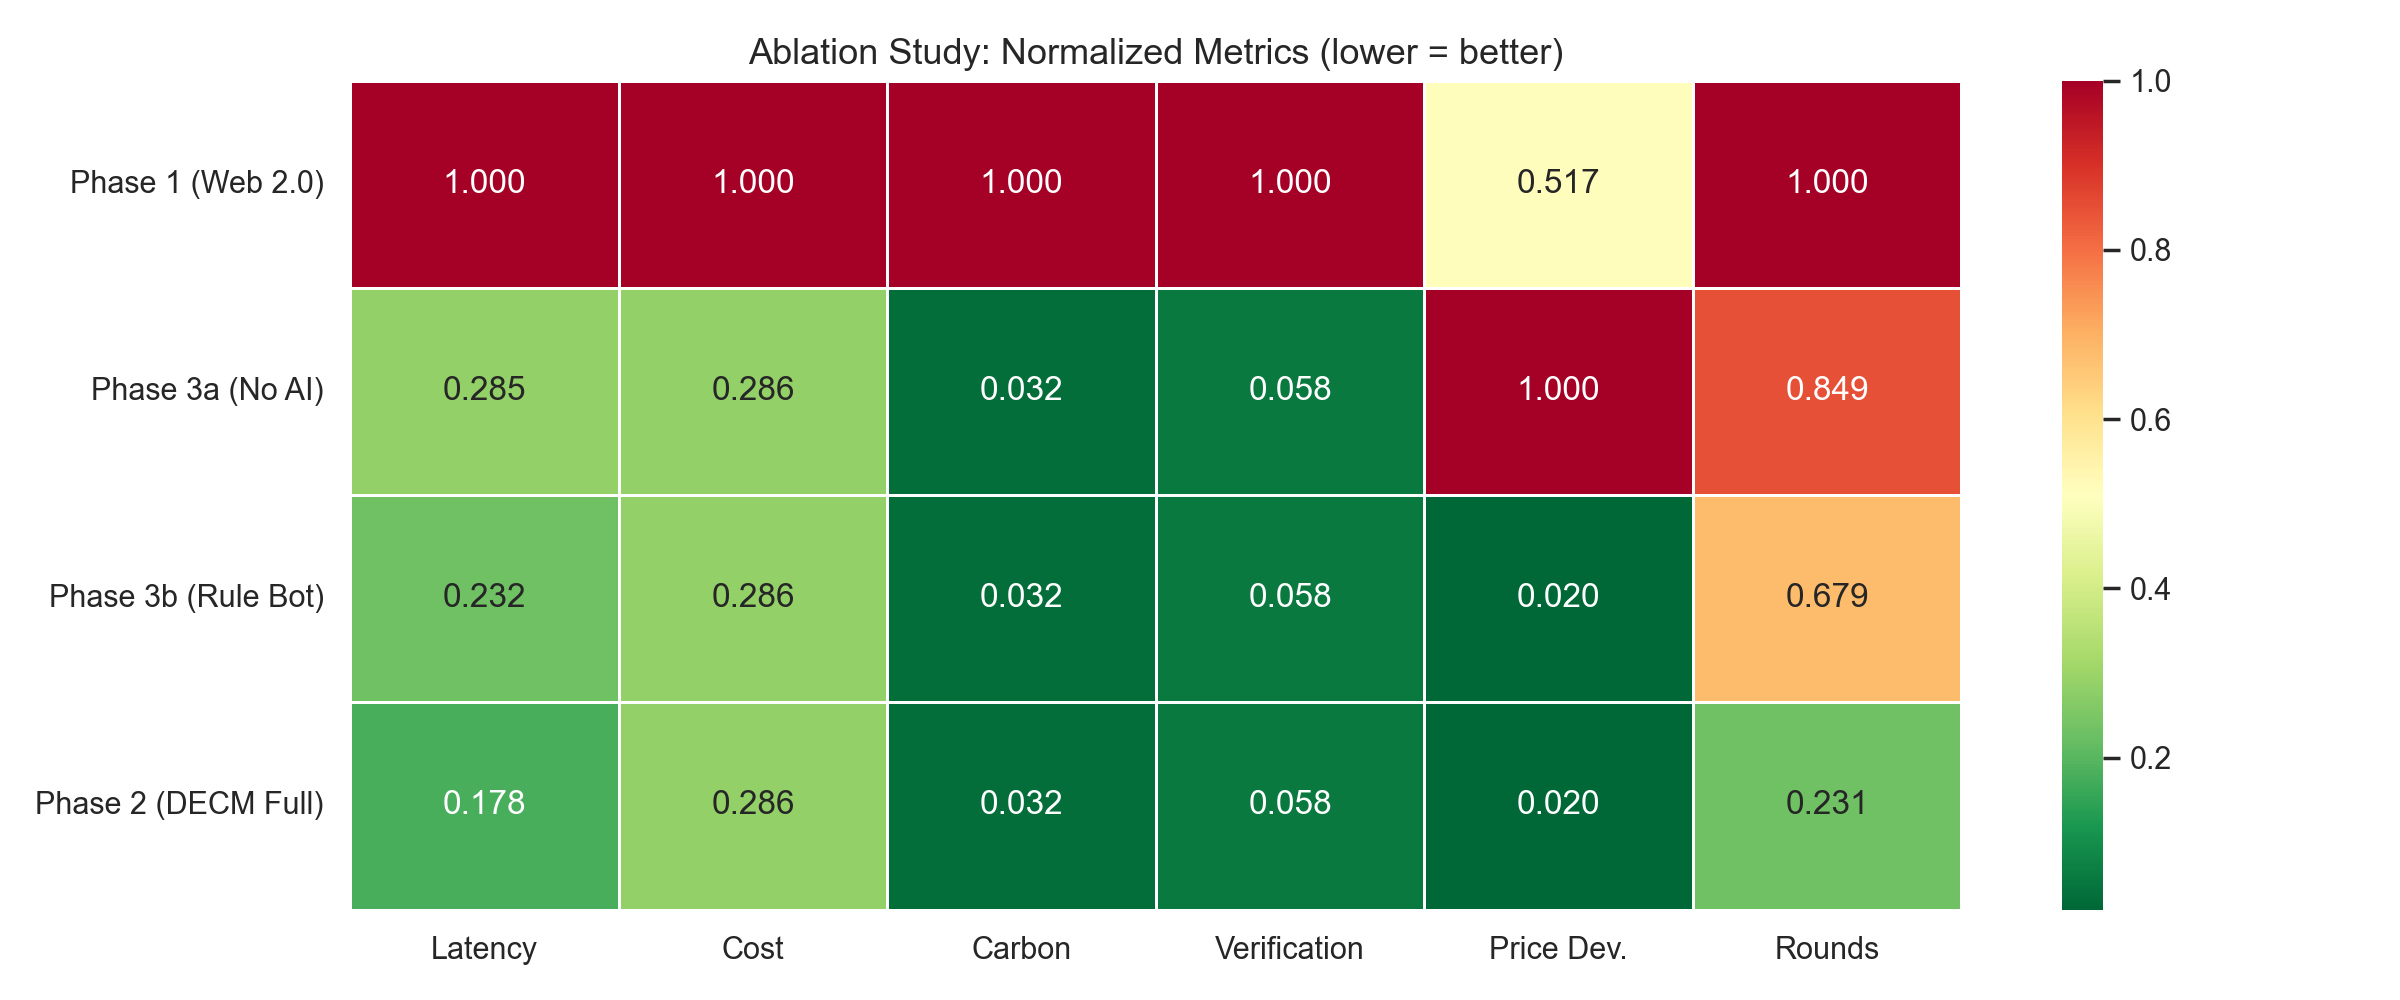 Ablation Study: Normalized Metrics (lower = better)
Phase 1 (Web 2.0) 1.000 1.000 1.000 1.000 0.517 1.000
Phase 3a (No AI) 0.285 0.286 0.032 0.058 1.000 0.849
Phase 3b (Rule Bot) 0.232 0.286 0.032 0.058 0.020 0.679
Phase 2 (DECM Full) 0.178 0.286 0.032 0.058 0.020 0.231
Latency Cost Carbon Verification Price Dev. Rounds
1.0
0.8
0.6
0.4
0.2